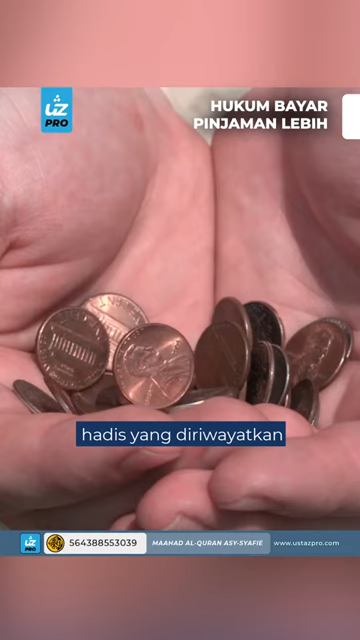 UZ
PRO
HUKUM BAYAR
PINJAMAN LEBIH
hadis yang diriwayatkan
UZ
PRO
564388553039
MAAHAD AL-QURAN ASY-SYAFIE
www.ustazpro.com